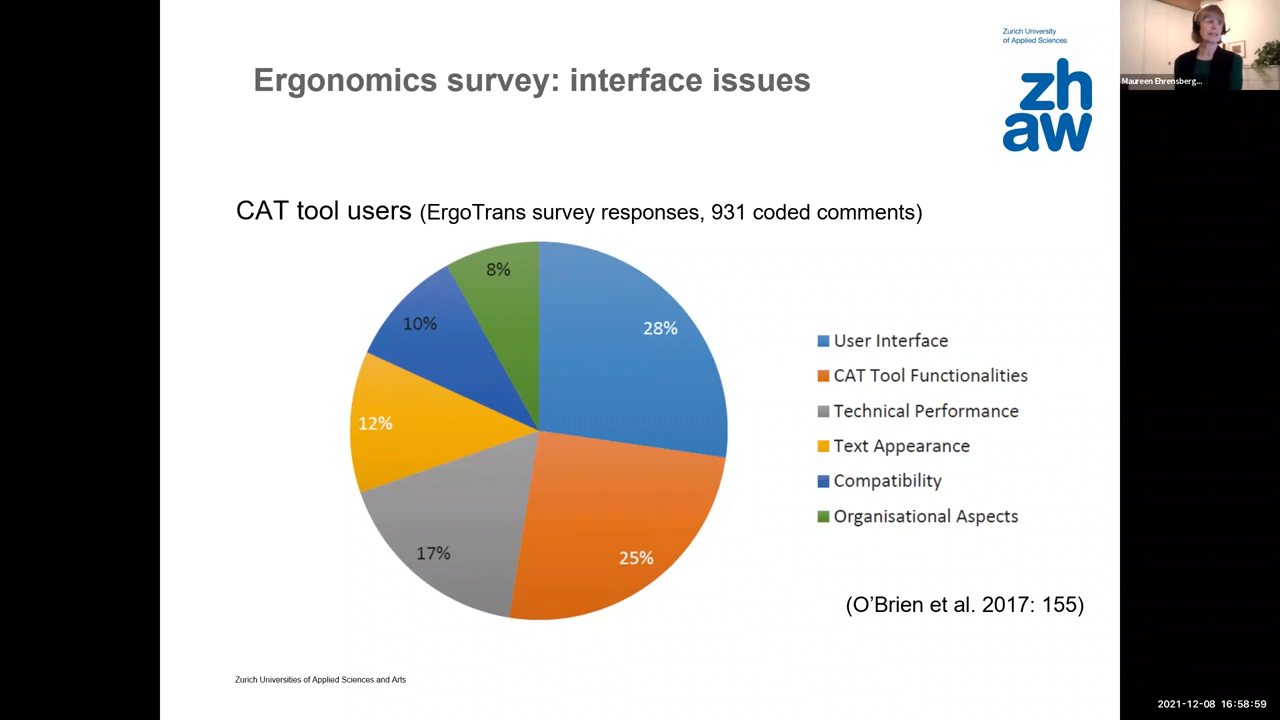 Zurich University
of Applied Sciences
zh
aw
Ergonomics survey: interface issues
Maureen Ehrensberg...
CAT tool users (ErgoTrans survey responses, 931 coded comments)
8%
28%
10%
12%
17%
25%
User Interface
CAT Tool Functionalities
Technical Performance
Text Appearance
Compatibility
Organisational Aspects
(O’Brien et al. 2017: 155)
Zurich Universities of Applied Sciences and Arts
2021-12-08 16:58:59